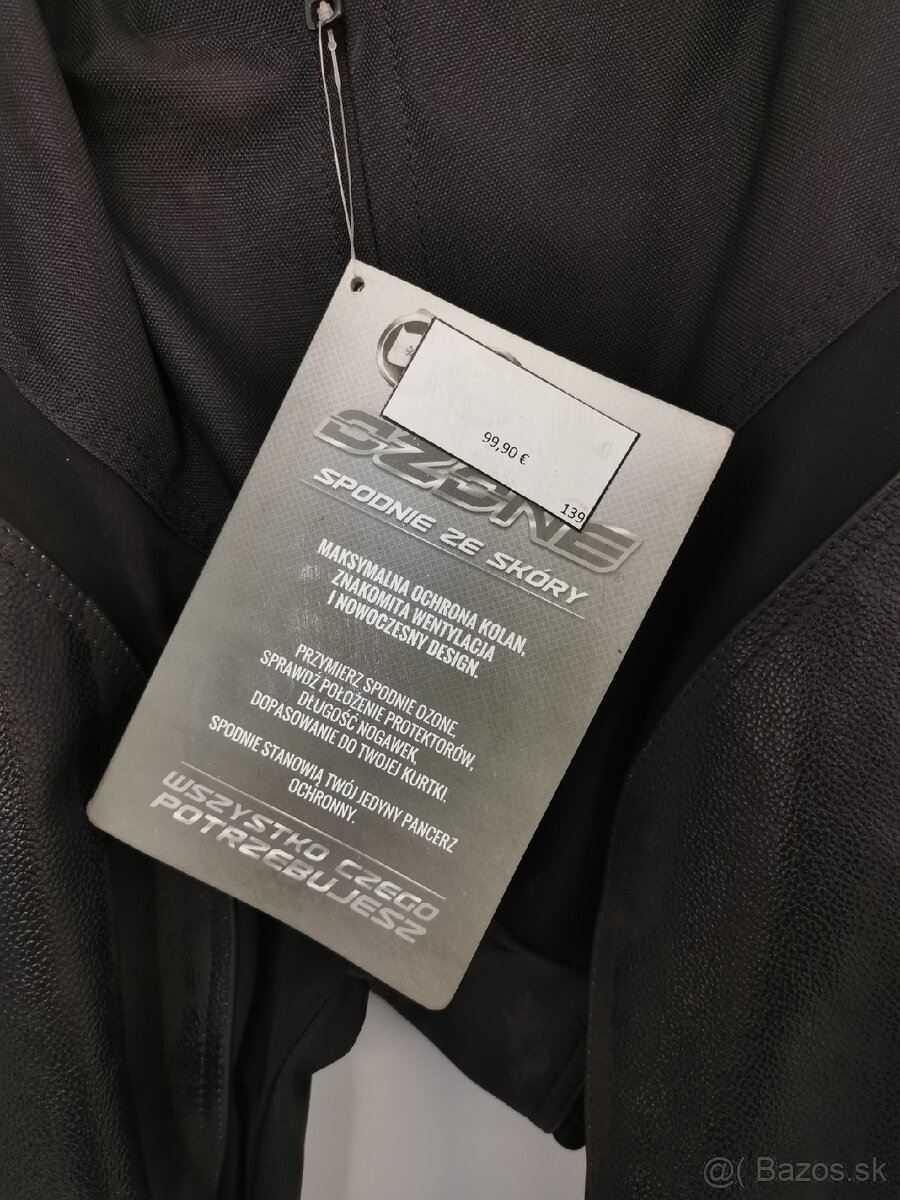 99,90 €
139
OZONE
SPODNIE ZE SKÓRY
MAKSYMALNA OCHRONA KOLAN,
ZNAKOMITA WENTYLACJA
I NOWOCZESNY DESIGN.
PRZYMIERZ SPODNIE OZONE,
SPRAWDŹ POŁOŻENIE PROTEKTORÓW,
DŁUGOŚĆ NOGAWEK,
DOPASOWANIE DO TWOJEJ KURTKI.
SPODNIE STANOWIĄ TWÓJ JEDYNY PANCERZ
OCHRONNY.
WSZYSTKO CZEGO
POTRZEBUJESZ
@( Bazos.sk